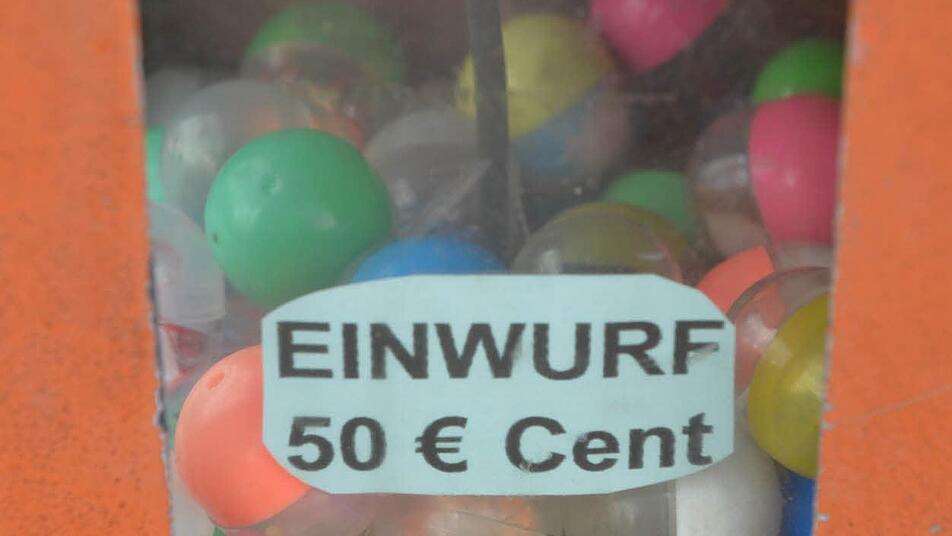 EINWURF
50 € Cent